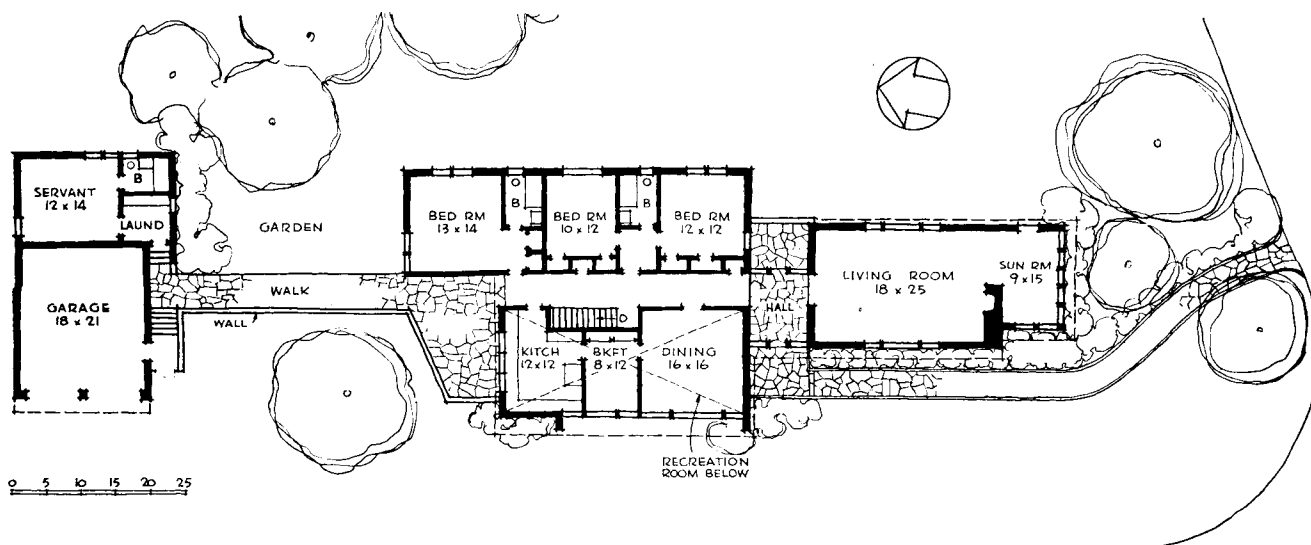 SERVANT
12 x 14
B
LAUND
GARAGE
18 x 21
GARDEN
WALK
WALL
BED RM
13 x 14
B
BED RM
10 x 12
B
BED RM
12 x 12
D
KITCH
12x12
BKFT
8 x 12
DINING
16 x 16
HALL
LIVING ROOM
18 x 25
SUN RM
9 x 15
RECREATION
ROOM BELOW
0 5 10 15 20 25